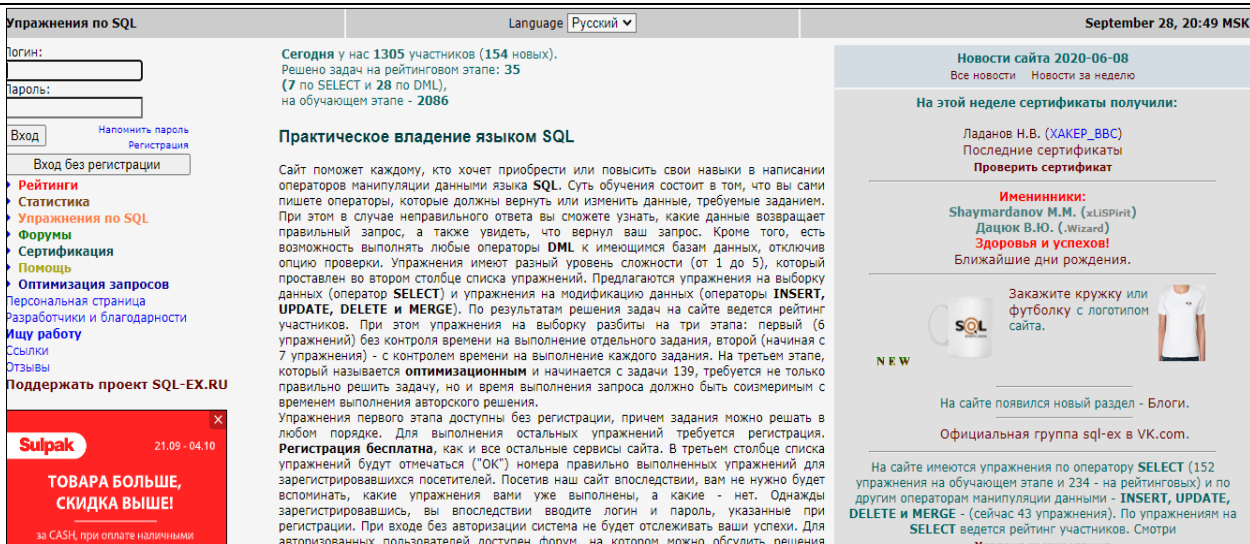 Упражнения по SQL
Language Русский
September 28, 20:49 MSK
Логин:
Пароль:
Вход
Напомнить пароль
Регистрация
Вход без регистрации
Рейтинги
Статистика
Упражнения по SQL
Форумы
Сертификация
Помощь
Оптимизация запросов
Персональная страница
Разработчики и благодарности
Ищу работу
Ссылки
Отзывы
Поддержать проект SQL-EX.RU
Sulpak
21.09 - 04.10
ТОВАРА БОЛЬШЕ,
СКИДКА ВЫШЕ!
за CASH, при оплате наличными
Сегодня у нас 1305 участников (154 новых).
Решено задач на рейтинговом этапе: 35
(7 по SELECT и 28 по DML),
на обучающем этапе - 2086
Практическое владение языком SQL
Сайт поможет каждому, кто хочет приобрести или повысить свои навыки в написании
операторов манипуляции данными языка SQL. Суть обучения состоит в том, что вы сами
пишете операторы, которые должны вернуть или изменить данные, требуемые заданием.
При этом в случае неправильного ответа вы сможете узнать, какие данные возвращает
правильный запрос, а также увидеть, что вернул ваш запрос. Кроме того, есть
возможность выполнять любые операторы DML к имеющимся базам данных, отключив
опцию проверки. Упражнения имеют разный уровень сложности (от 1 до 5), который
проставлен во втором столбце списка упражнений. Предлагаются упражнения на выборку
данных (оператор SELECT) и упражнения на модификацию данных (операторы INSERT,
UPDATE, DELETE и MERGE). По результатам решения задач на сайте ведется рейтинг
участников. При этом упражнения на выборку разбиты на три этапа: первый (6
упражнений) без контроля времени на выполнение отдельного задания, второй (начиная с
7 упражнения) - с контролем времени на выполнение каждого задания. На третьем этапе,
который называется оптимизационным и начинается с задачи 139, требуется не только
правильно решить задачу, но и время выполнения запроса должно быть соизмеримым с
временем выполнения авторского решения.
Упражнения первого этапа доступны без регистрации, причем задания можно решать в
любом порядке. Для выполнения остальных упражнений требуется регистрация.
Регистрация бесплатна, как и все остальные сервисы сайта. В третьем столбце списка
упражнений будут отмечаться ("OK") номера правильно выполненных упражнений для
зарегистрировавшихся посетителей. Посетив наш сайт впоследствии, вам не нужно будет
вспоминать, какие упражнения вами уже выполнены, а какие - нет. Однажды
зарегистрировавшись, вы впоследствии вводите логин и пароль, указанные при
регистрации. При входе без авторизации система не будет отслеживать ваши успехи. Для
авторизованных пользователей доступен форум, на котором можно обсудить решения
Новости сайта 2020-06-08
Все новости Новости за неделю
На этой неделе сертификаты получили:
Ладанов Н.В. (XAKEP_BBC)
Последние сертификаты
Проверить сертификат
Именинники:
Shaymardanov M.M. (xLiSPirit)
Дацюк В.Ю. (.Wizard)
Здоровья и успехов!
Ближайшие дни рождения.
SQL
NEW
Закажите кружку или
футболку с логотипом
сайта.
На сайте появился новый раздел - Блоги.
Официальная группа sql-ex в VK.com.
На сайте имеются упражнения по оператору SELECT (152
упражнения на обучающем этапе и 234 - на рейтинговых) и по
другим операторам манипуляции данными - INSERT, UPDATE,
DELETE и MERGE - (сейчас 43 упражнения). По упражнениям на
SELECT ведется рейтинг участников. Смотри